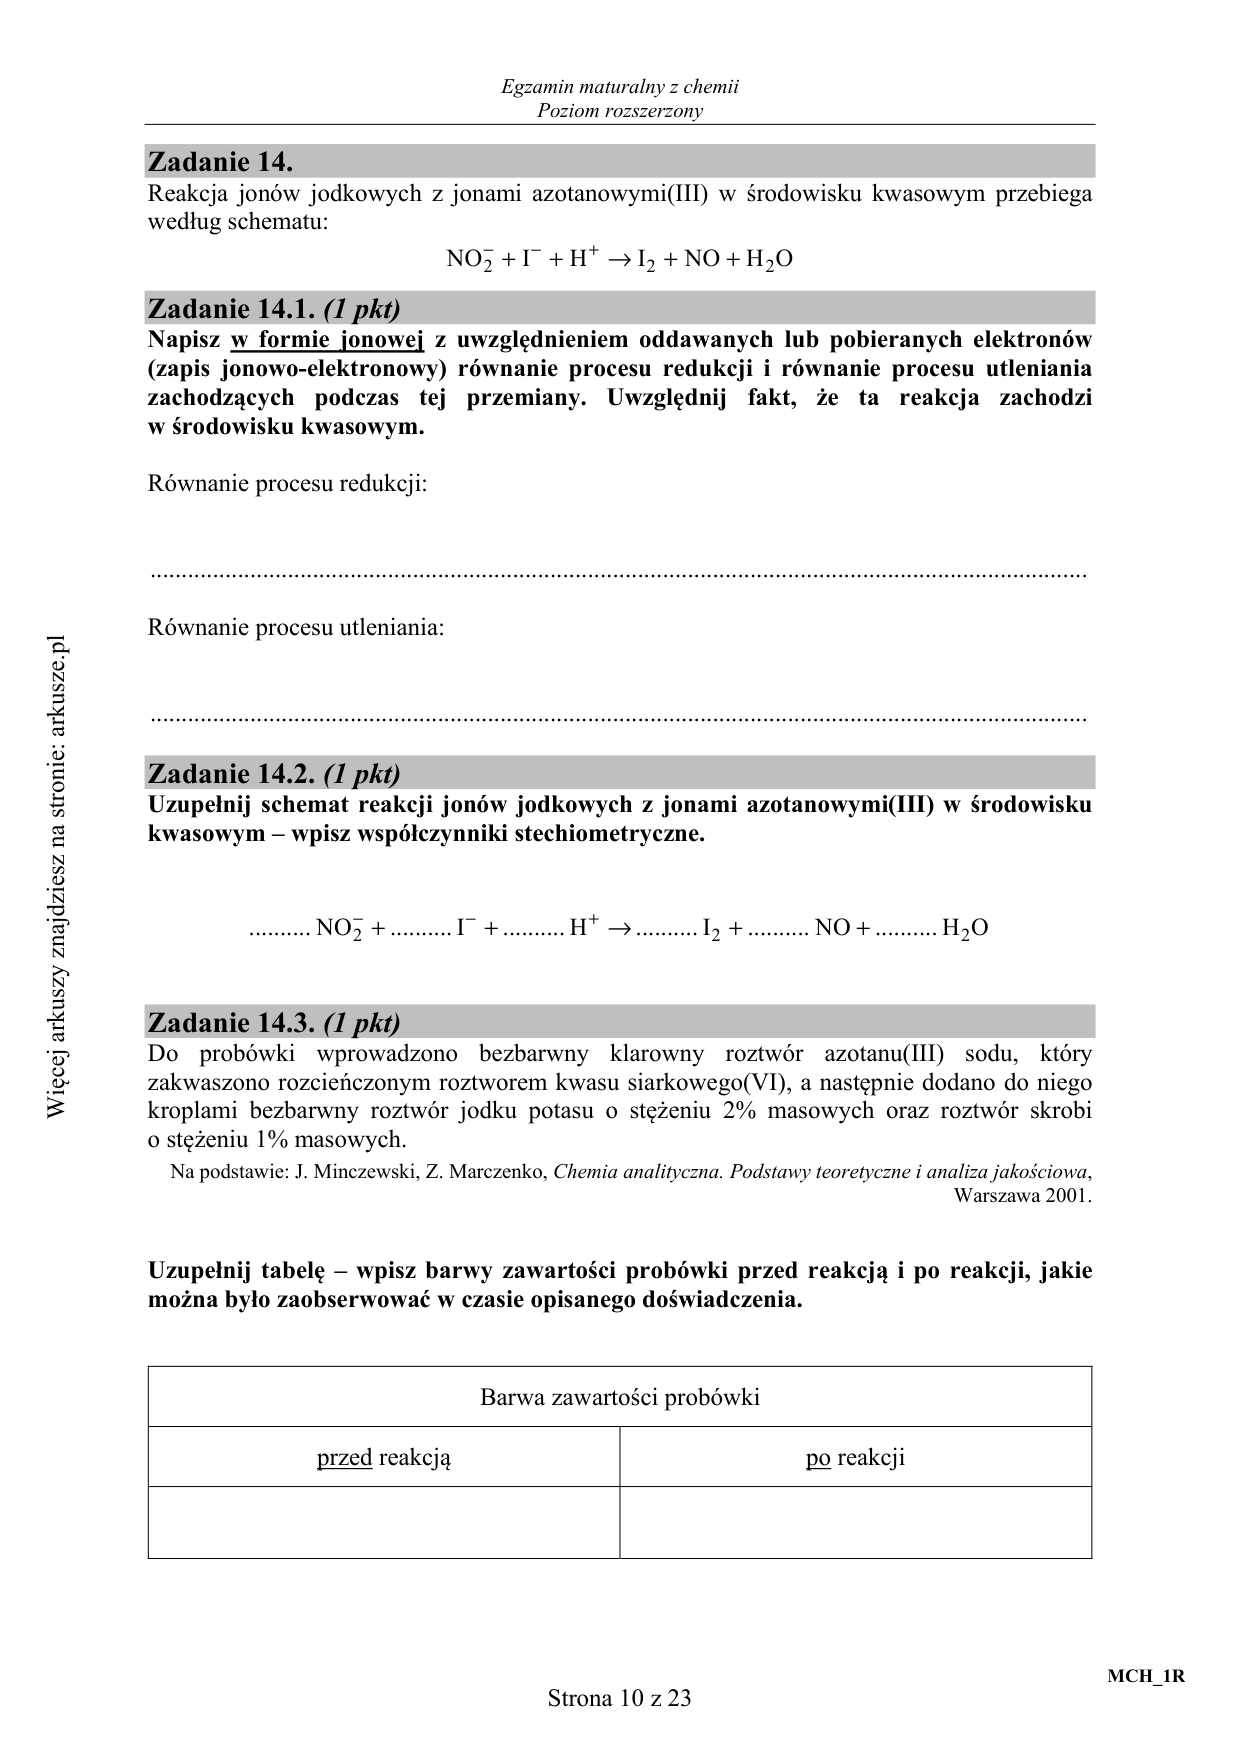 Egzamin maturalny z chemii
Poziom rozszerzony
Zadanie 14.
Reakcja jonów jodkowych z jonami azotanowymi(III) w środowisku kwasowym przebiega
według schematu:
NO₂⁻ + I⁻ + H⁺ → I₂ + NO + H₂O
Zadanie 14.1. (1 pkt)
Napisz w formie jonowej z uwzględnieniem oddawanych lub pobieranych elektronów
(zapis jonowo-elektronowy) równanie procesu redukcji i równanie procesu utleniania
zachodzących podczas tej przemiany. Uwzględnij fakt, że ta reakcja zachodzi
w środowisku kwasowym.
Równanie procesu redukcji:
......................................................................................................................................................
Równanie procesu utleniania:
......................................................................................................................................................
Zadanie 14.2. (1 pkt)
Uzupełnij schemat reakcji jonów jodkowych z jonami azotanowymi(III) w środowisku
kwasowym – wpisz współczynniki stechiometryczne.
.......... NO₂⁻ + .......... I⁻ + .......... H⁺ → .......... I₂ + .......... NO + .......... H₂O
Zadanie 14.3. (1 pkt)
Do probówki wprowadzono bezbarwny klarowny roztwór azotanu(III) sodu, który
zakwaszono rozcieńczonym roztworem kwasu siarkowego(VI), a następnie dodano do niego
kroplami bezbarwny roztwór jodku potasu o stężeniu 2% masowych oraz roztwór skrobi
o stężeniu 1% masowych.
Na podstawie: J. Minczewski, Z. Marczenko, Chemia analityczna. Podstawy teoretyczne i analiza jakościowa,
Warszawa 2001.
Uzupełnij tabelę – wpisz barwy zawartości probówki przed reakcją i po reakcji, jakie
można było zaobserwować w czasie opisanego doświadczenia.
Barwa zawartości probówki
przed reakcją
po reakcji
Więcej arkuszy znajdziesz na stronie: arkusze.pl
MCH_1R
Strona 10 z 23